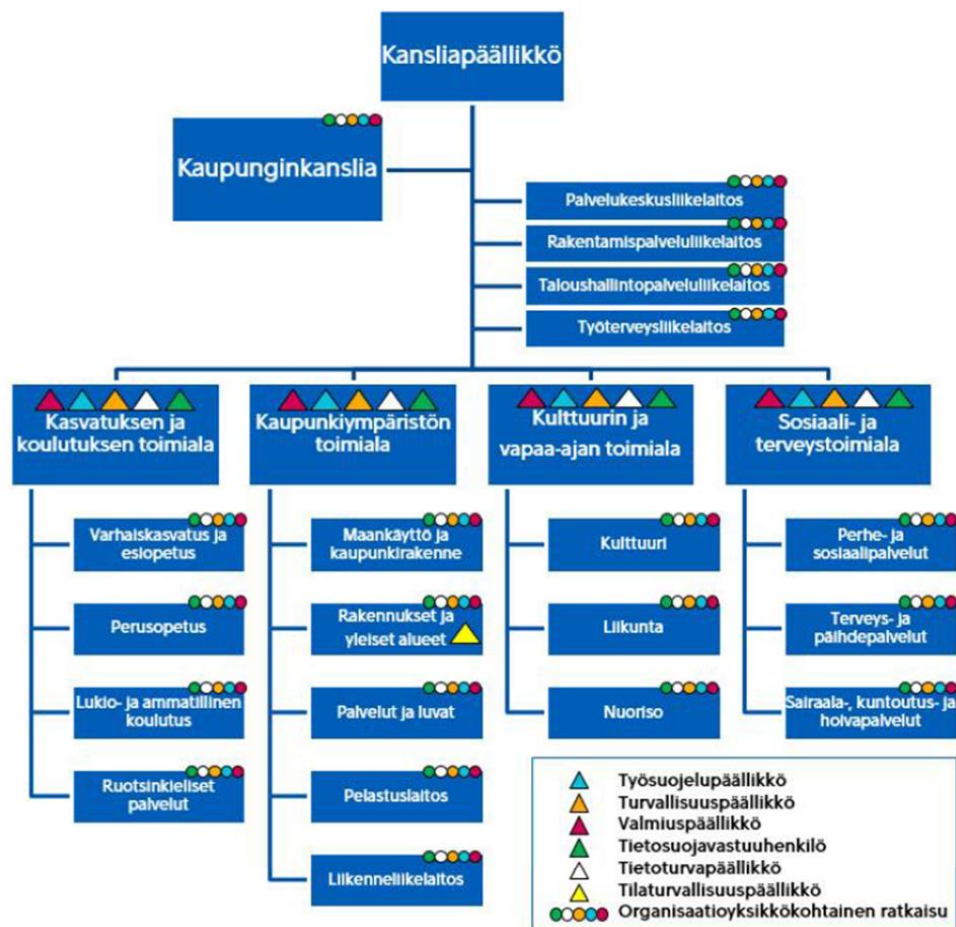 Kansliapäällikkö
Kaupunginkanslia
Palvelukeskusliikelaitos
Rakentamispalveluliikelaitos
Taloushallintopalveluliikelaitos
Työterveysliikelaitos
Kasvatuksen ja
koulutuksen toimiala
Varhaiskasvatus ja
esiopetus
Perusopetus
Lukio- ja ammatillinen
koulutus
Ruotsinkieliset
palvelut
Kaupunkiympäristön
toimiala
Maankäyttö ja
kaupunkirakenne
Rakennukset ja
yleiset alueet
Palvelut ja luvat
Pelastuslaitos
Liikenneliikelaitos
Kulttuurin ja
vapaa-ajan toimiala
Kulttuuri
Liikunta
Nuoriso
Sosiaali- ja
terveystoimiala
Perhe- ja
sosiaalipalvelut
Terveys- ja
päihdepalvelut
Sairaala-, kuntoutus- ja
hoivapalvelut
Työsuojelupäällikkö
Turvallisuuspäällikkö
Valmiuspäällikkö
Tietosuojavastuuhenkilö
Tietoturvapäällikkö
Tilaturvallisuuspäällikkö
Organisaatioyksikkökohtainen ratkaisu